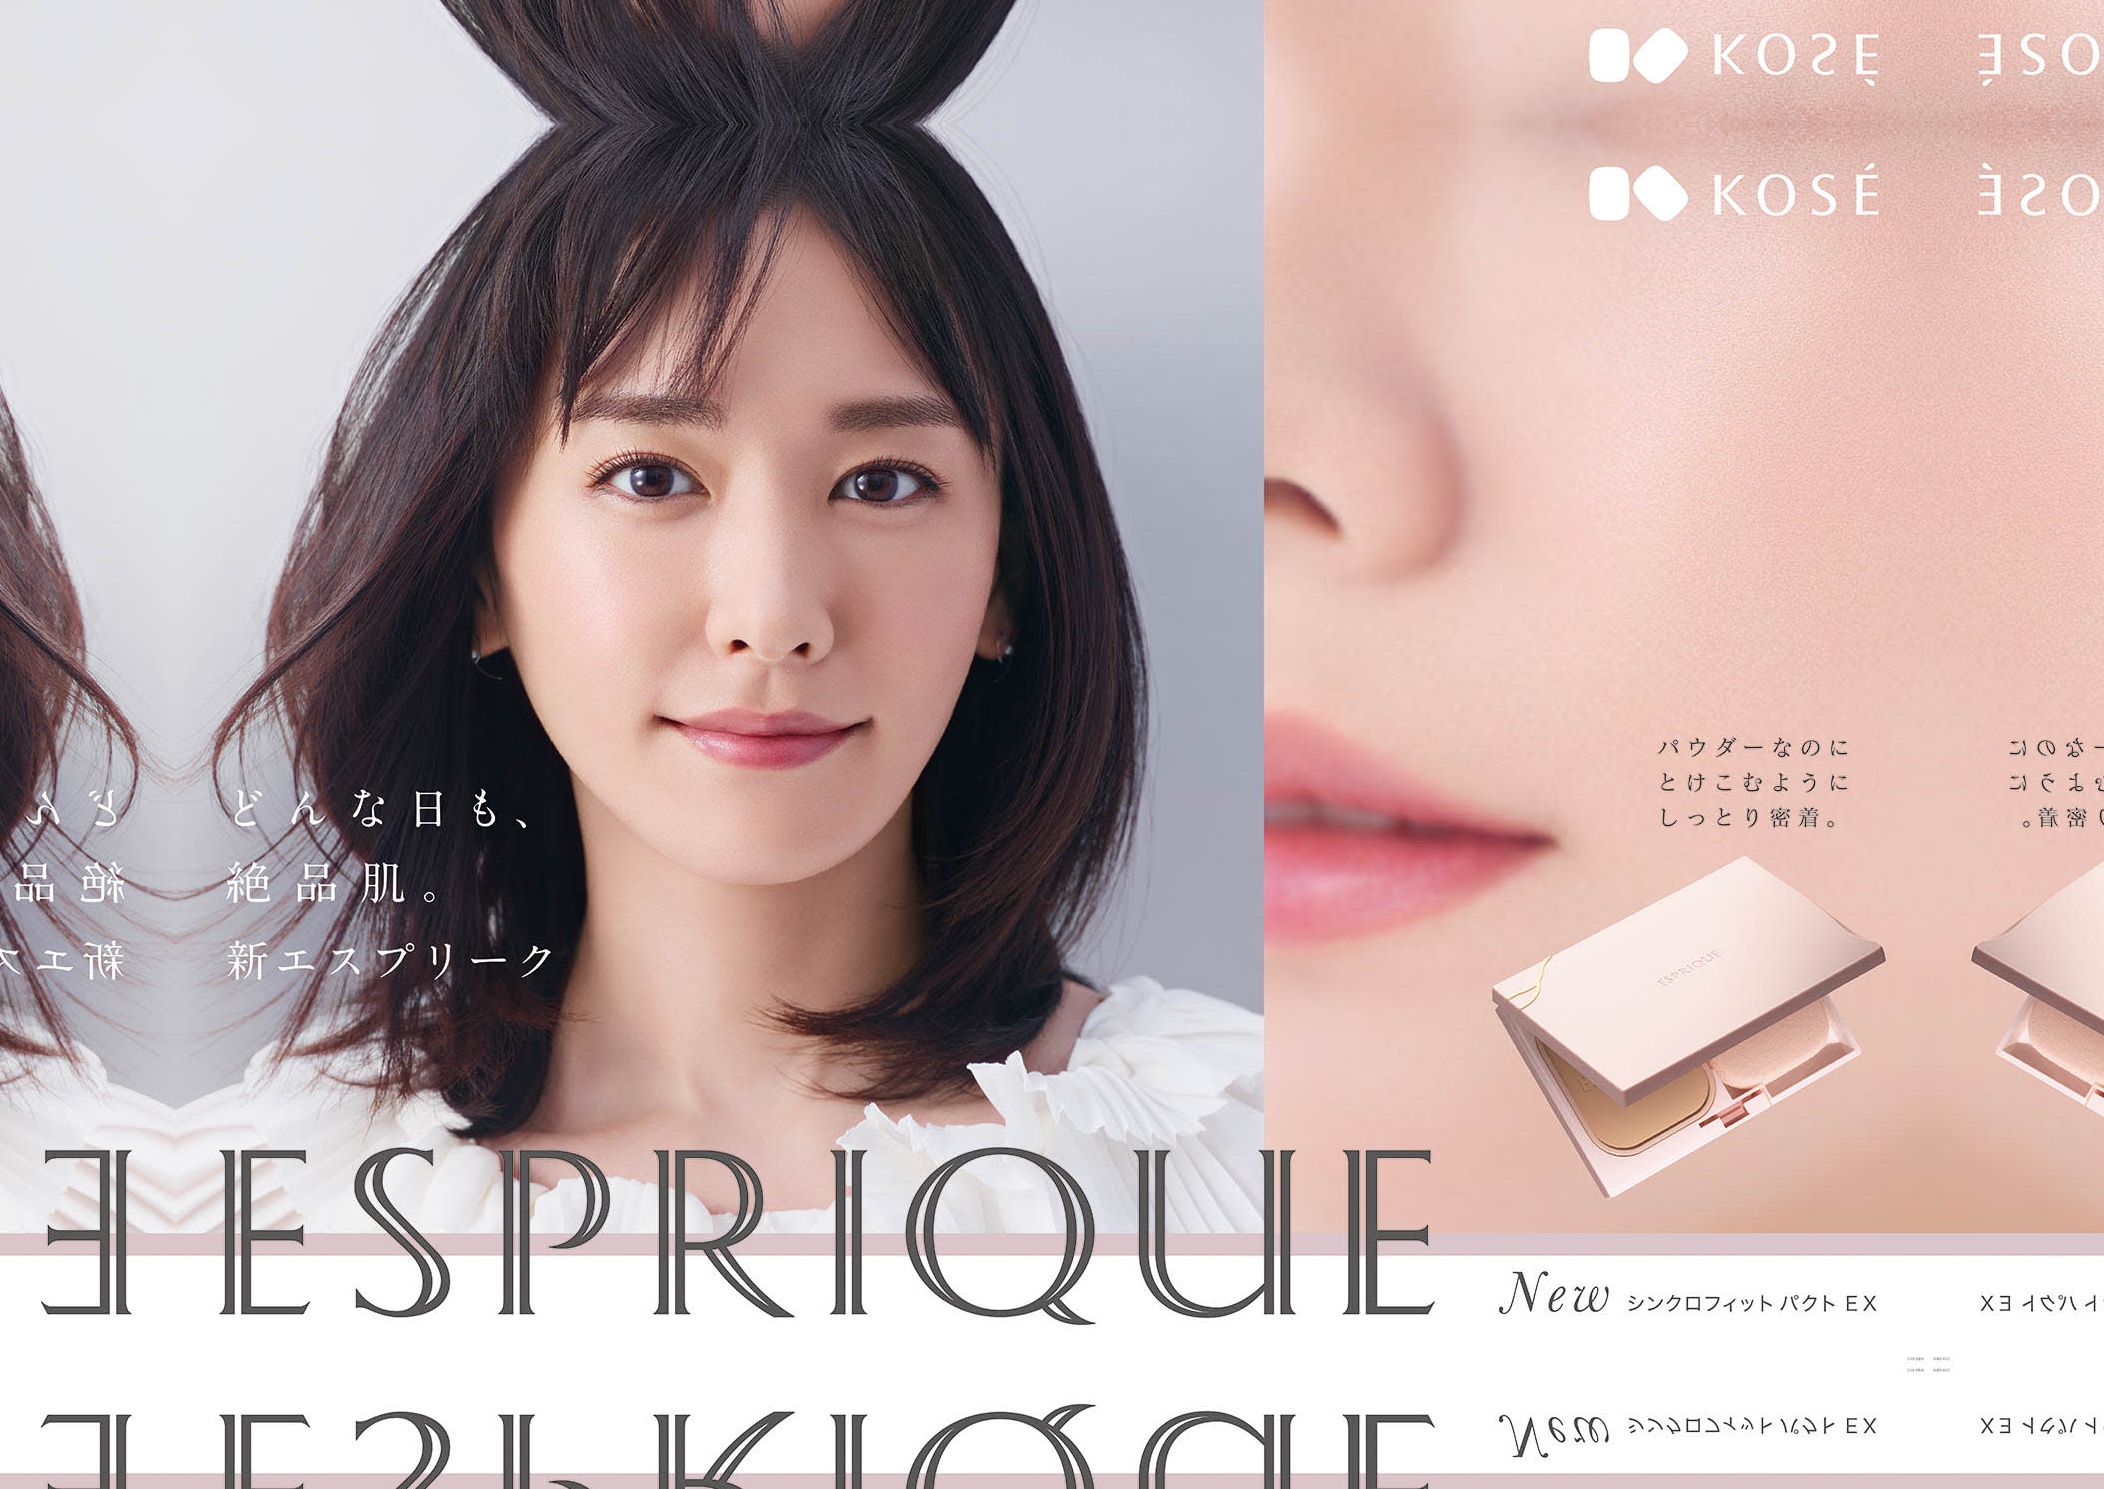 KOSÉ
KOSÉ
どんな日も、
絶品肌。
新エスプリーク
パウダーなのに
とけこむように
しっとり密着。
ESPRIQUE
ESPRIQUE
New シンクロフィット パクト EX